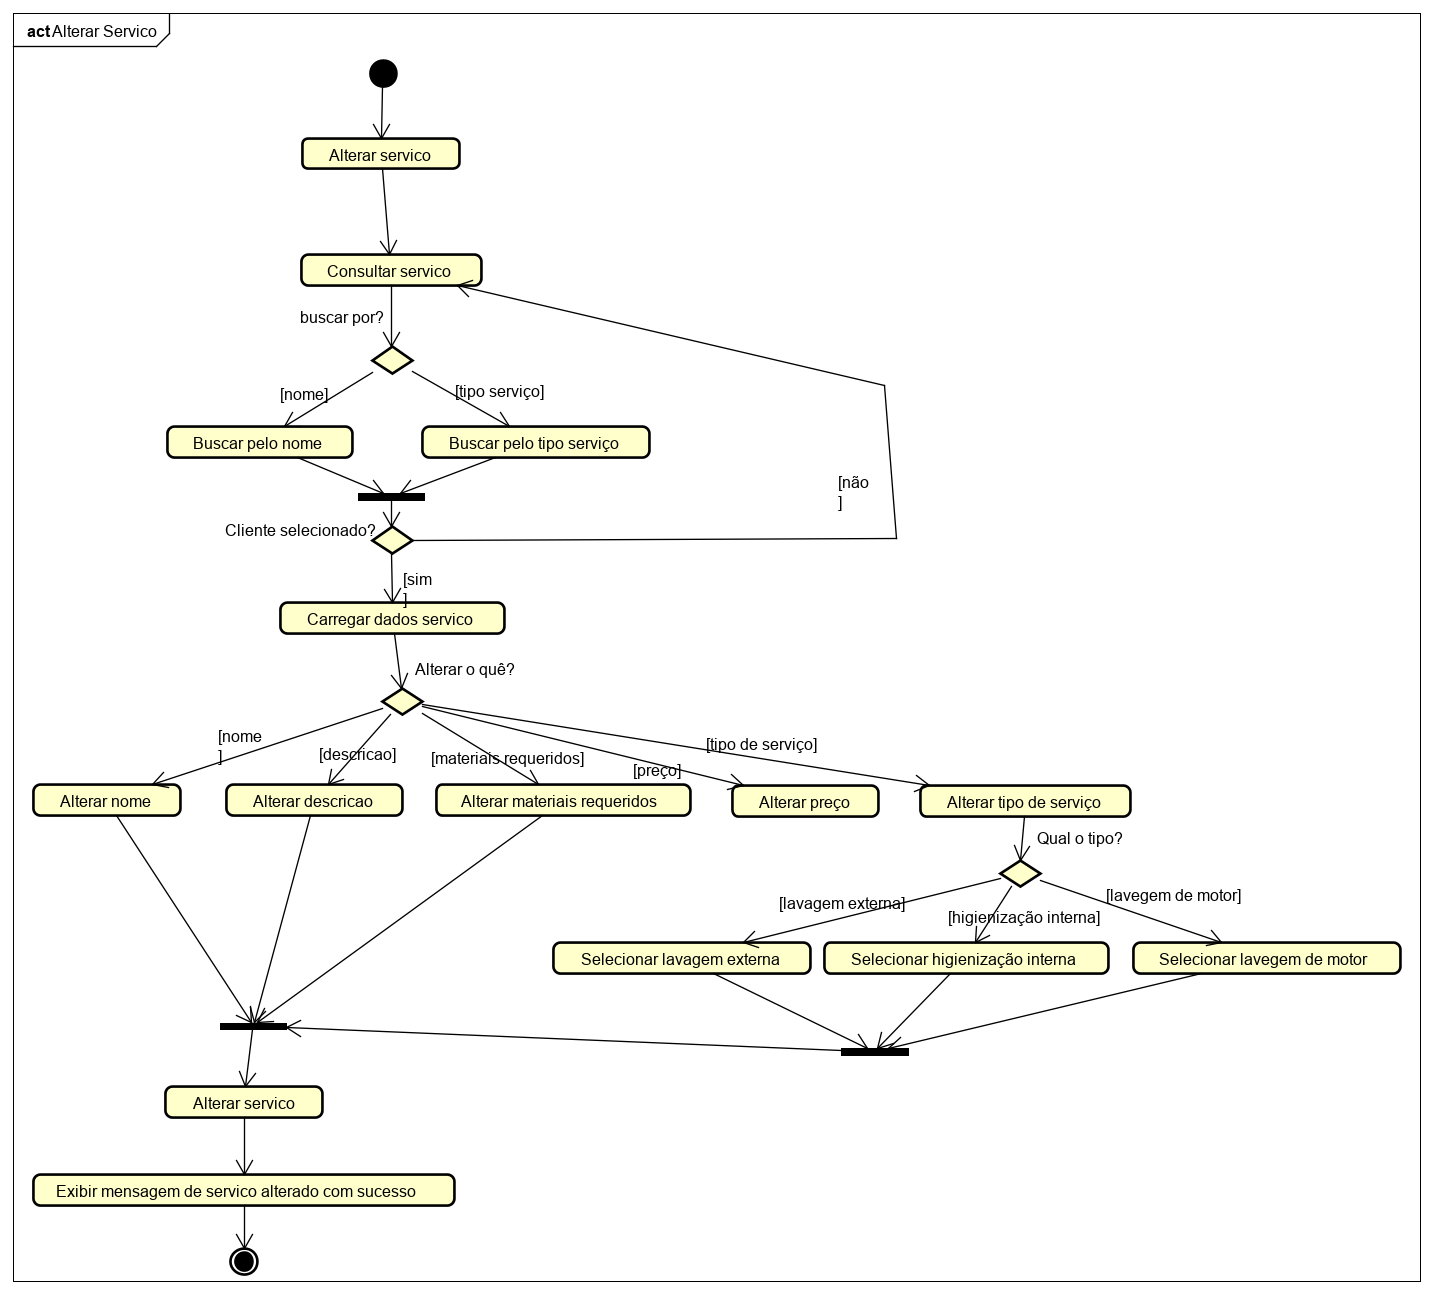 act Alterar Servico
Alterar servico
Consultar servico
buscar por?
[nome]
[tipo serviço]
Buscar pelo nome
Buscar pelo tipo serviço
[não
]
Cliente selecionado?
[sim
]
Carregar dados servico
Alterar o quê?
[nome
]
[descricao]
[materiais requeridos]
[preço]
[tipo de serviço]
Alterar nome
Alterar descricao
Alterar materiais requeridos
Alterar preço
Alterar tipo de serviço
Qual o tipo?
[lavagem externa]
[higienização interna]
[lavegem de motor]
Selecionar lavagem externa
Selecionar higienização interna
Selecionar lavegem de motor
Alterar servico
Exibir mensagem de servico alterado com sucesso